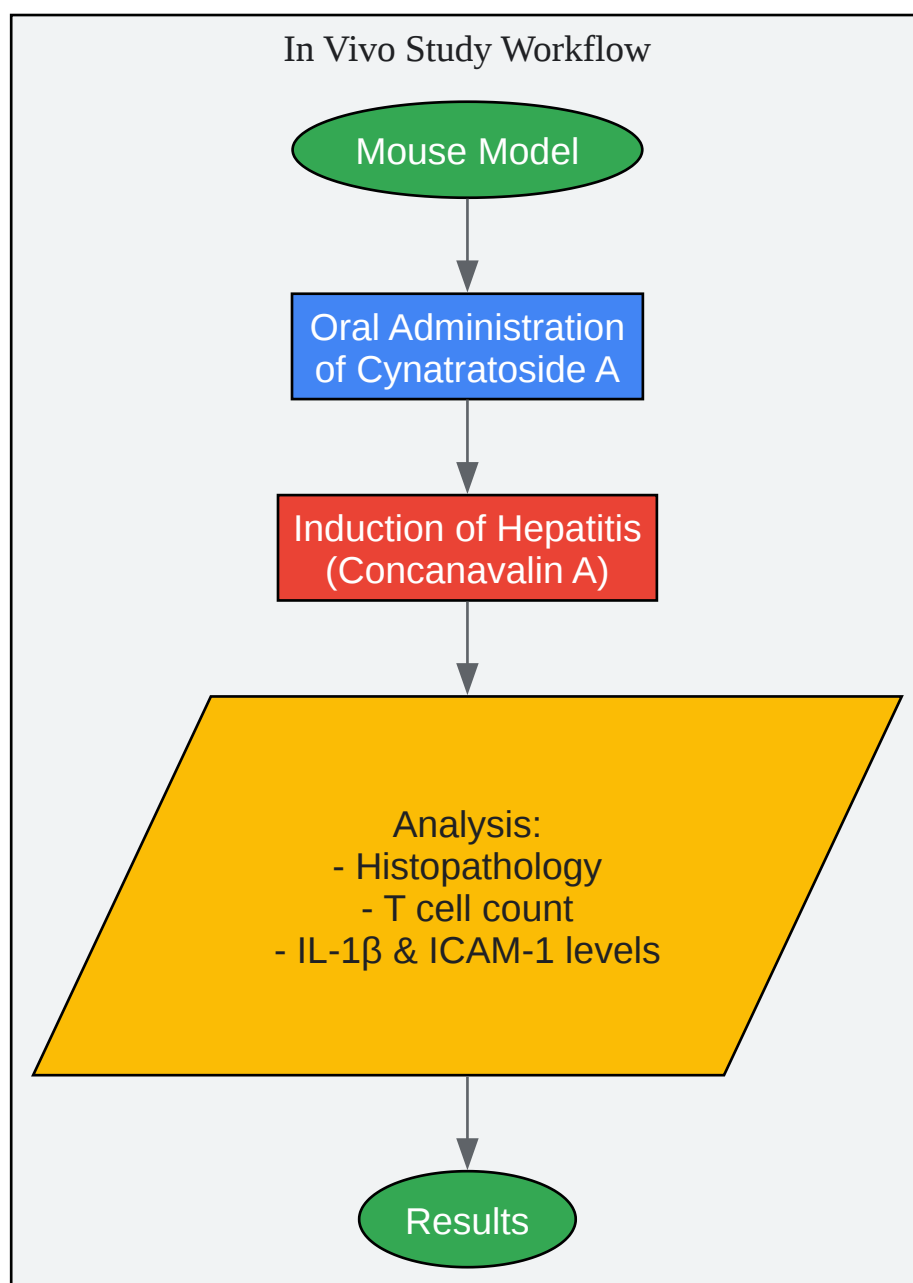 In Vivo Study Workflow
Mouse Model
Oral Administration
of Cynatratoside A
Induction of Hepatitis
(Concanavalin A)
Analysis:
- Histopathology
- T cell count
- IL-1β & ICAM-1 levels
Results